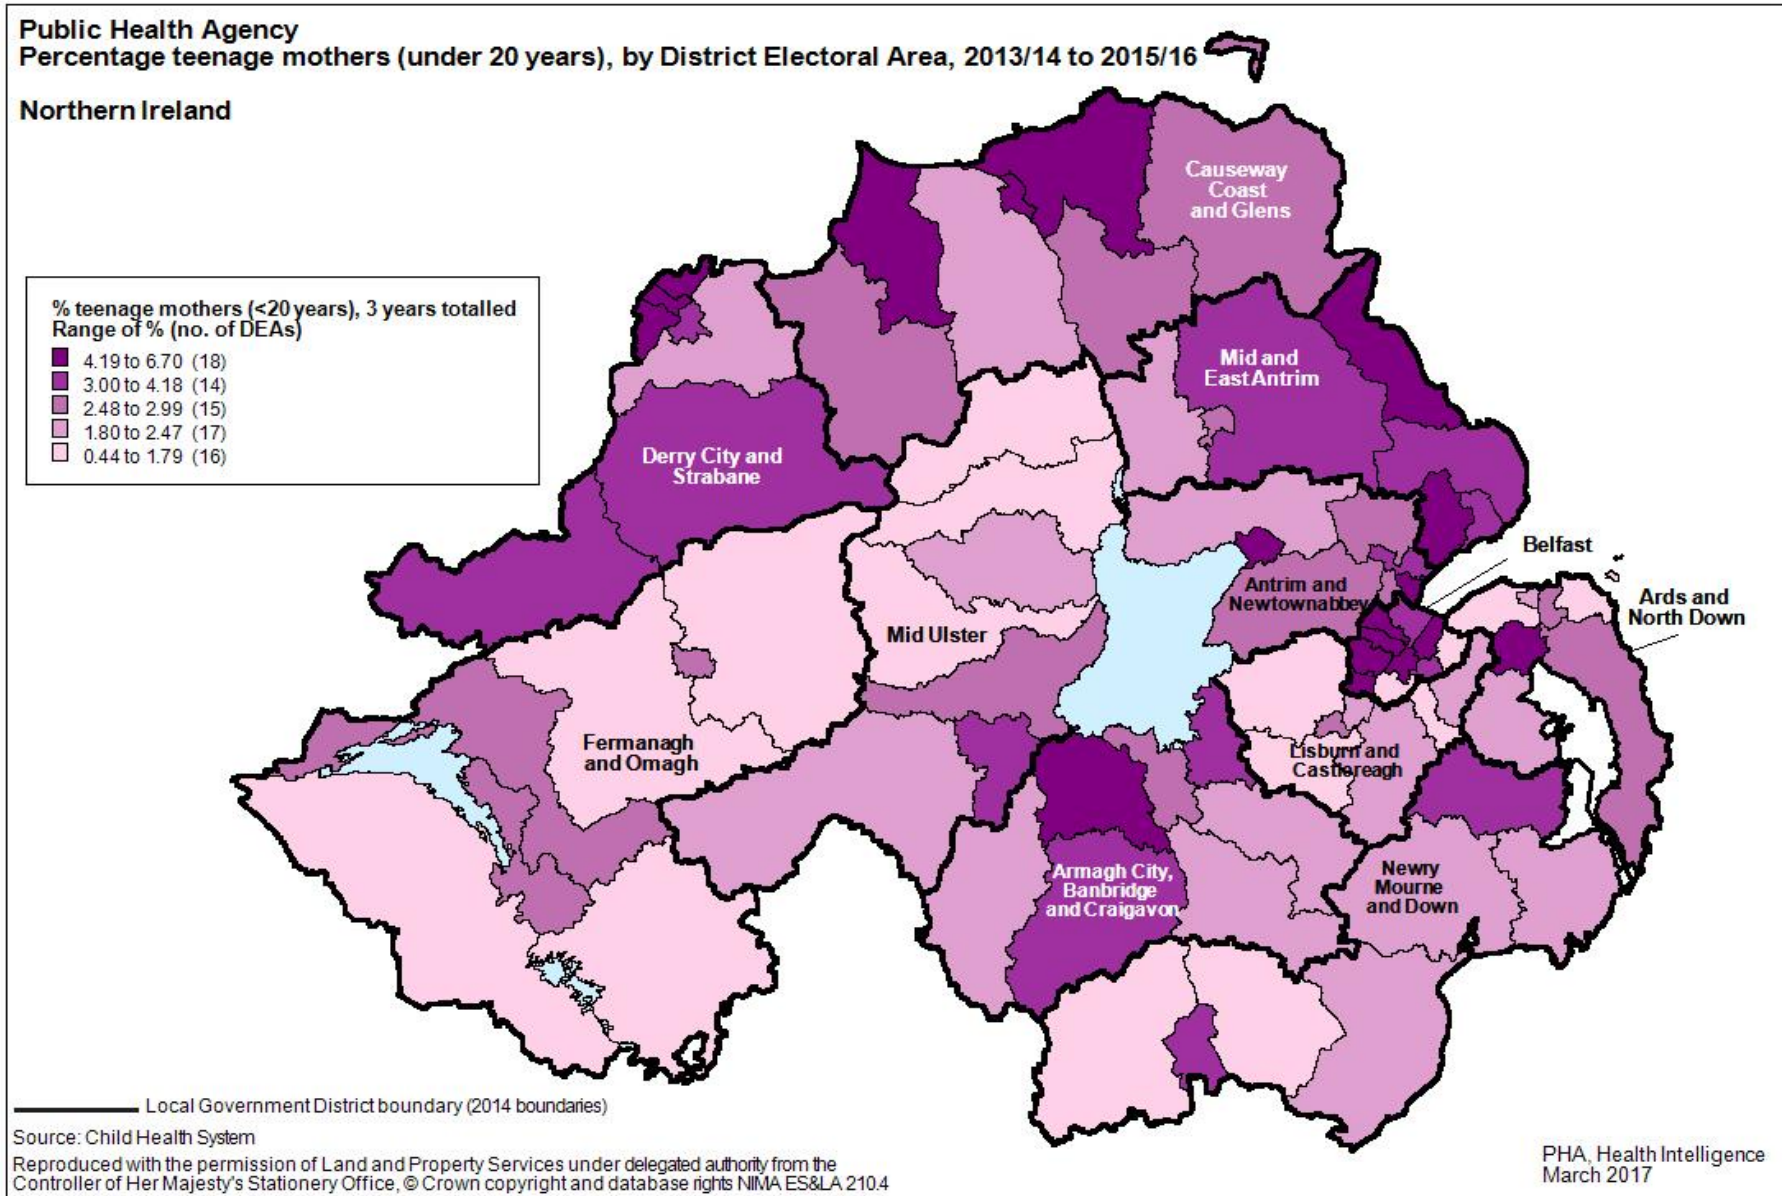 Public Health Agency
Percentage teenage mothers (under 20 years), by District Electoral Area, 2013/14 to 2015/16
Northern Ireland
% teenage mothers (<20 years), 3 years totalled
Range of % (no. of DEAs)
4.19 to 6.70 (18)
3.00 to 4.18 (14)
2.48 to 2.99 (15)
1.80 to 2.47 (17)
0.44 to 1.79 (16)
Causeway
Coast
and Glens
Mid and
East Antrim
Derry City and
Strabane
Belfast
Antrim and
Newtownabbey
Ards and
North Down
Mid Ulster
Fermanagh
and Omagh
Lisburn and
Castlereagh
Armagh City,
Banbridge
and Craigavon
Newry
Mourne
and Down
Local Government District boundary (2014 boundaries)
Source: Child Health System
Reproduced with the permission of Land and Property Services under delegated authority from the
Controller of Her Majesty's Stationery Office, © Crown copyright and database rights NIMA ES&LA 210.4
PHA, Health Intelligence
March 2017